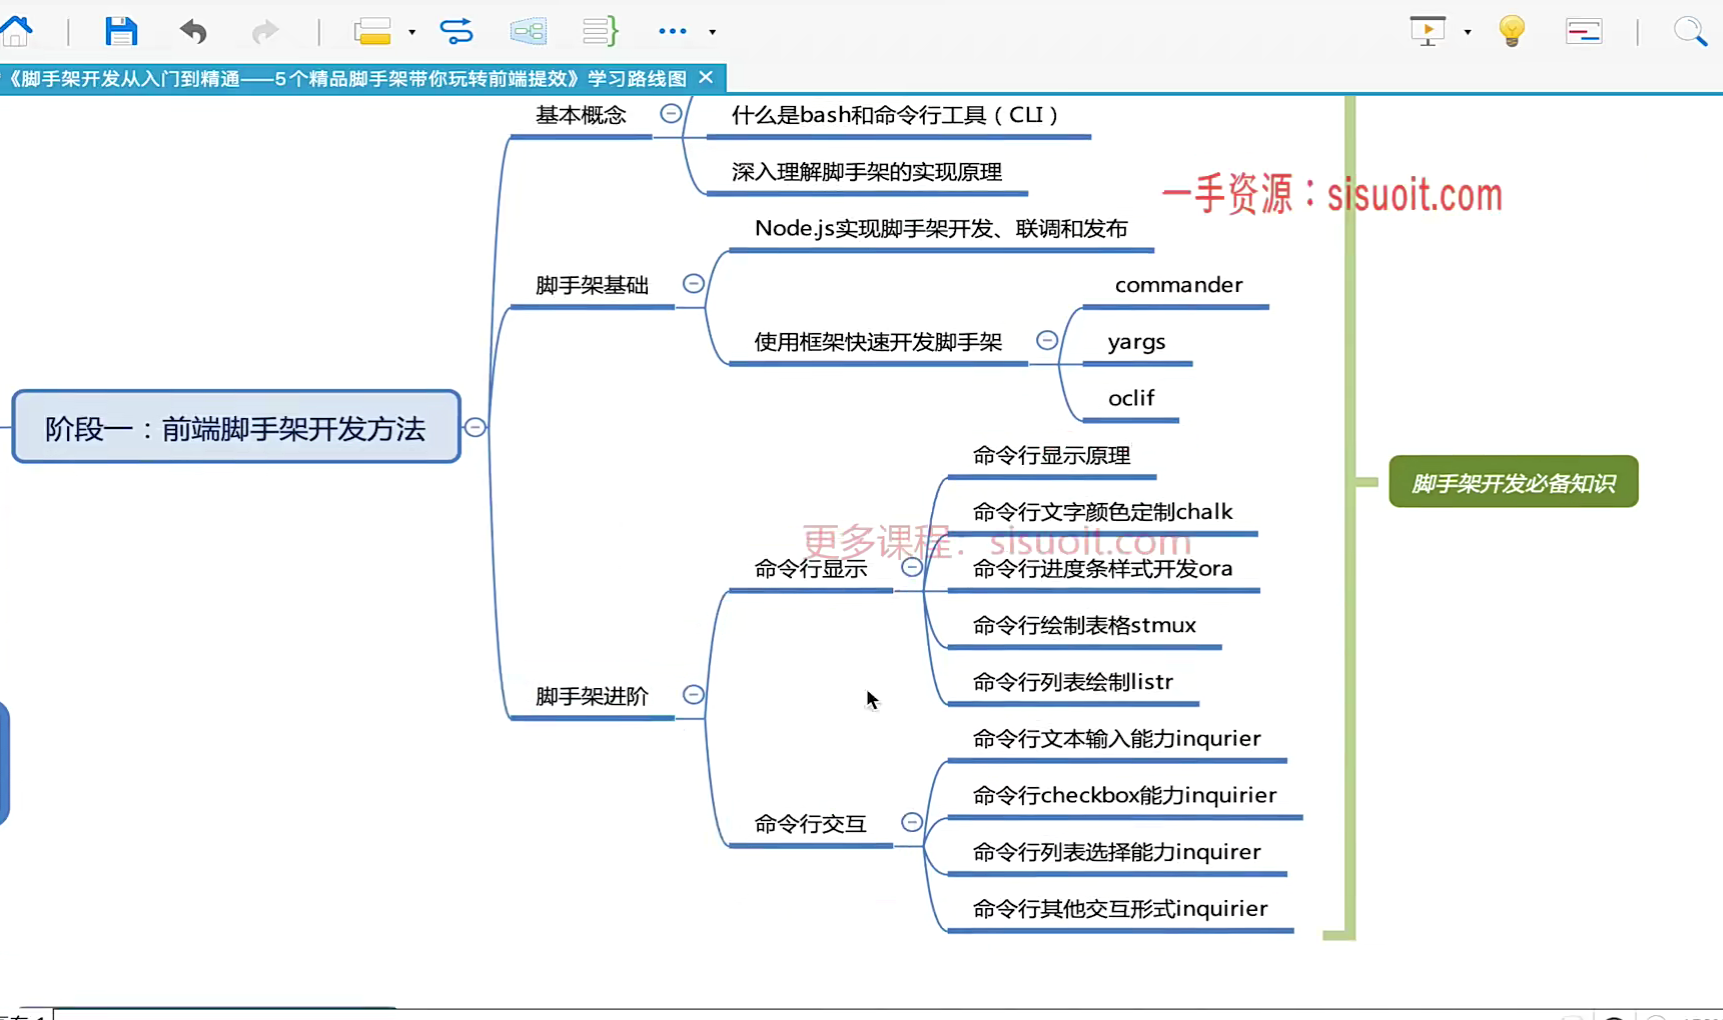 《脚手架开发从入门到精通——5个精品脚手架带你玩转前端提效》学习路线图
基本概念
什么是bash和命令行工具（CLI）
深入理解脚手架的实现原理
一手资源：sisuoit.com
Node.js实现脚手架开发、联调和发布
脚手架基础
commander
使用框架快速开发脚手架
yargs
oclif
阶段一：前端脚手架开发方法
命令行显示原理
脚手架开发必备知识
命令行文字颜色定制chalk
更多课程：sisuoit.com
命令行显示
命令行进度条样式开发ora
命令行绘制表格stmux
命令行列表绘制listr
脚手架进阶
命令行文本输入能力inqurier
命令行checkbox能力inquirier
命令行交互
命令行列表选择能力inquirer
命令行其他交互形式inquirier